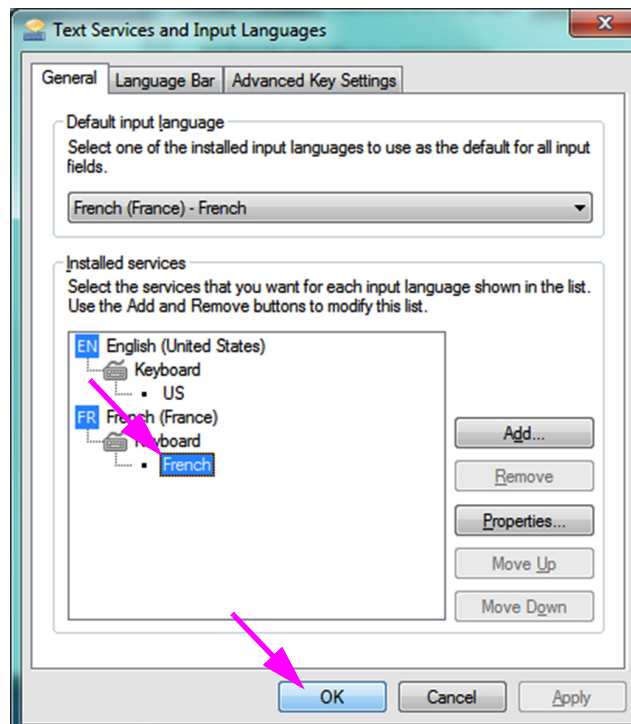 Text Services and Input Languages
General
Language Bar
Advanced Key Settings
Default input language
Select one of the installed input languages to use as the default for all input
fields.
French (France) - French
Installed services
Select the services that you want for each input language shown in the list.
Use the Add and Remove buttons to modify this list.
EN English (United States)
Keyboard
US
FR French (France)
Keyboard
French
Add...
Remove
Properties...
Move Up
Move Down
OK
Cancel
Apply